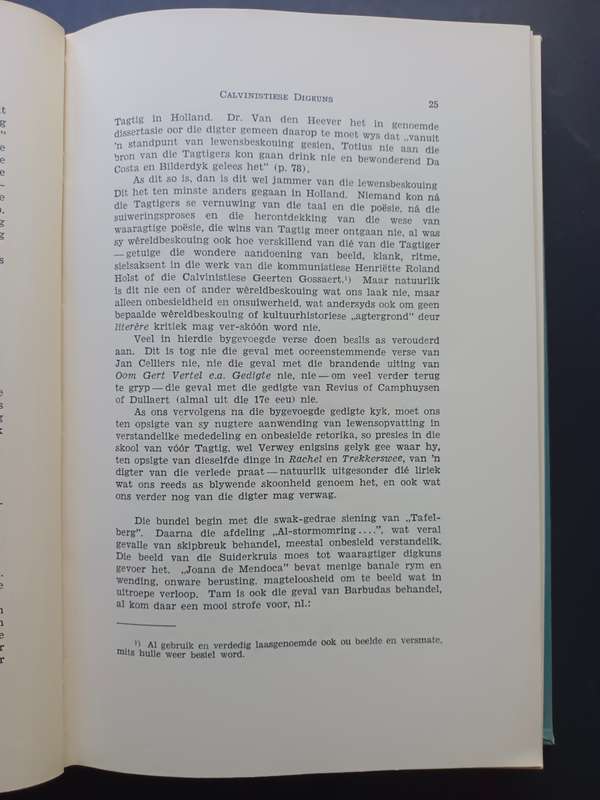 CALVINISTIESE DIGKUNS 25
Tagtig in Holland. Dr. Van den Heever het in genoemde
dissertasie oor die digter gemeen daarop te moet wys dat „vanuit
'n standpunt van lewensbeskouing gesien, Totius nie aan die
bron van die Tagtigers kon gaan drink nie en bewonderend Da
Costa en Bilderdyk gelees het" (p. 78).
As dit so is, dan is dit wel jammer van die lewensbeskouing
Dit het ten minste anders gegaan in Holland. Niemand kon ná
die Tagtigers se vernuwing van die taal en die poësie, ná die
suiweringsproses en die herontdekking van die wese van
waaragtige poësie, die wins van Tagtig meer ontgaan nie, al was
sy wêreldbeskouing ook hoe verskillend van dié van die Tagtiger
—getuige die wondere aandoening van beeld, klank, ritme,
sielsaksent in die werk van die kommunistiese Henriëtte Roland
Holst of die Calvinistiese Geerten Gossaert.¹) Maar natuurlik
is dit nie een of ander wêreldbeskouing wat ons laak nie, maar
alleen onbesieldheid en onsuiwerheid, wat andersyds ook om geen
bepaalde wêreldbeskouing of kultuurhistoriese „agtergrond" deur
literêre kritiek mag ver-skóón word nie.
Veel in hierdie bygevoegde verse doen beslis as verouderd
aan. Dit is tog nie die geval met ooreenstemmende verse van
Jan Celliers nie, nie die geval met die brandende uiting van
Oom Gert Vertel e.a. Gedigte nie, nie—om veel verder terug
te gryp—die geval met die gedigte van Revius of Camphuysen
of Dullaert (almal uit die 17e eeu) nie.
As ons vervolgens na die bygevoegde gedigte kyk, moet ons
ten opsigte van sy nugtere aanwending van lewensopvatting in
verstandelike mededeling en onbesielde retorika, so presies in die
skool van vóór Tagtig, wel Verwey enigsins gelyk gee waar hy,
ten opsigte van dieselfde dinge in Rachel en Trekkerswee, van 'n
digter van die verlede praat—natuurlik uitgesonder dié liriek
wat ons reeds as blywende skoonheid genoem het, en ook wat
ons verder nog van die digter mag verwag.
Die bundel begin met die swak-gedrae siening van „Tafel-
berg". Daarna die afdeling „Al-stormomring....", wat veral
gevalle van skipbreuk behandel, meestal onbesield verstandelik.
Die beeld van die Suiderkruis moes tot waaragtiger digkuns
gevoer het. „Joana de Mendoca" bevat menige banale rym en
wending, onware berusting, magteloosheid om te beeld wat in
uitroepe verloop. Tam is ook die geval van Barbudas behandel,
al kom daar een mooi strofe voor, nl.:
¹) Al gebruik en verdedig laasgenoemde ook ou beelde en versmate,
mits hulle weer besiel word.